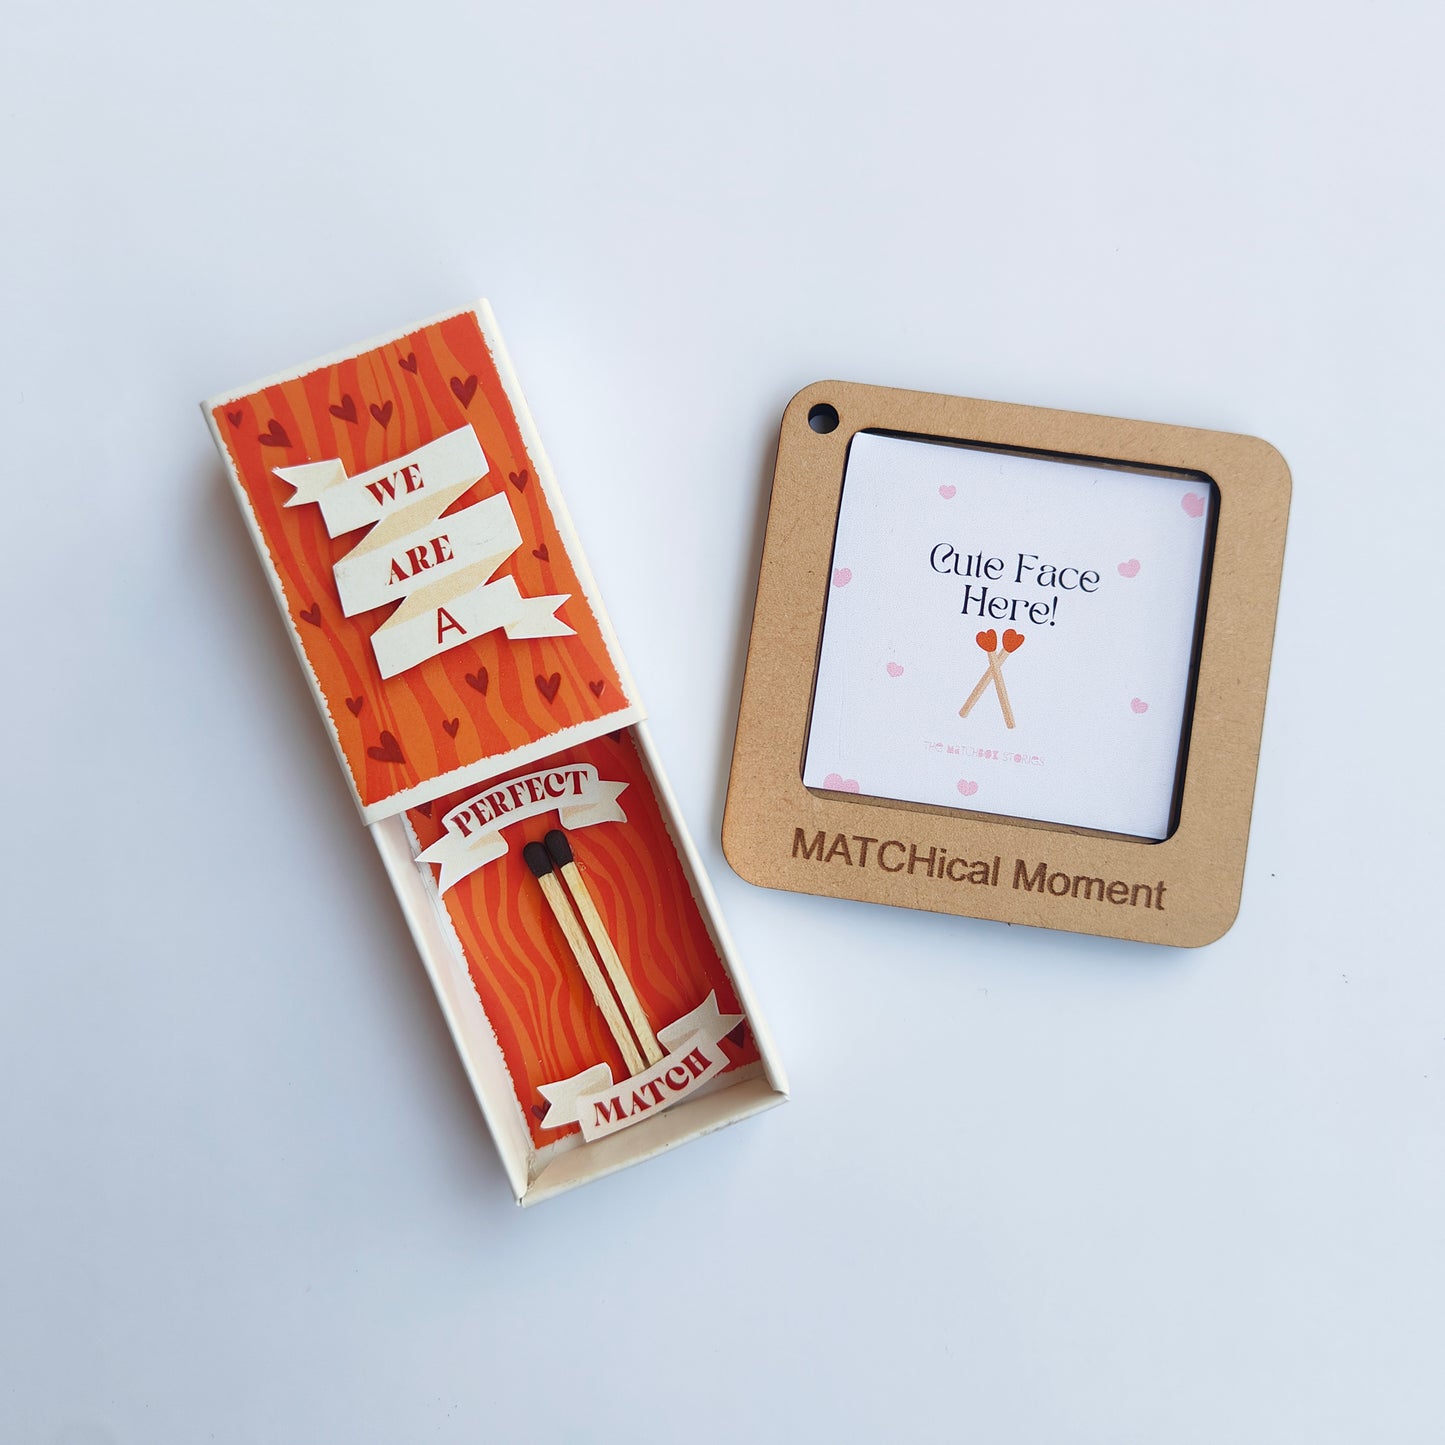 WE
ARE
A
PERFECT
MATCH
Cute Face
Here!
THE MATCHBOX STORIES
MATCHical Moment